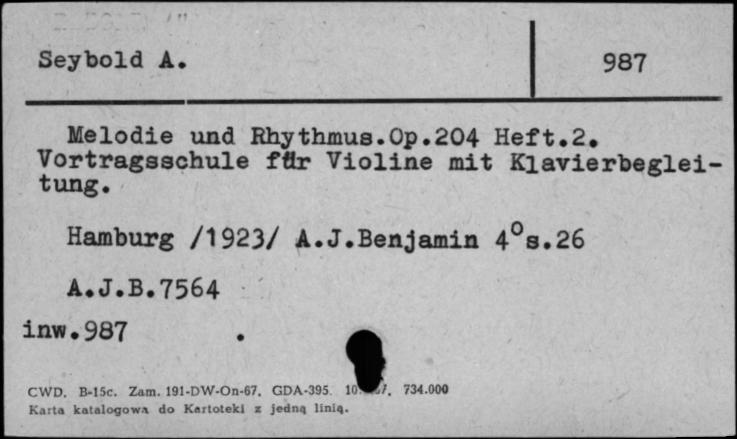 Seybold A.
987
Melodie und Rhythmus.Op.204 Heft.2.
Vortragsschule für Violine mit Klavierbeglei-
tung.
Hamburg /1923/ A.J.Benjamin 4°s.26
A.J.B.7564
inw.987
CWD. B-15c. Zam. 191-DW-On-67. GDA-395. 734.000
Karta katalogowa do Kartoteki z jedną linią.